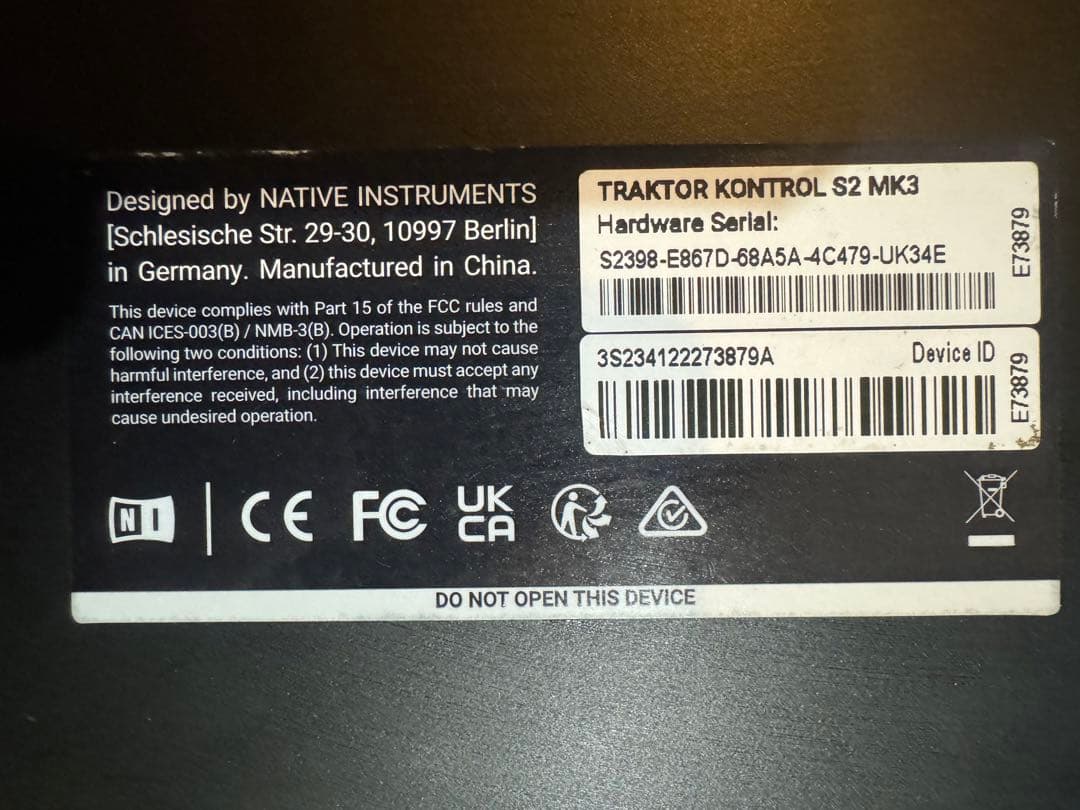 Designed by NATIVE INSTRUMENTS
[Schlesische Str. 29-30, 10997 Berlin]
in Germany. Manufactured in China.
This device complies with Part 15 of the FCC rules and
CAN ICES-003(B) / NMB-3(B). Operation is subject to the
following two conditions: (1) This device may not cause
harmful interference, and (2) this device must accept any
interference received, including interference that may
cause undesired operation.
TRAKTOR KONTROL S2 MK3
Hardware Serial:
S2398-E867D-68A5A-4C479-UK34E
E73879
3S234122273879A Device ID
E73879
NI CE FC UK
CA
DO NOT OPEN THIS DEVICE